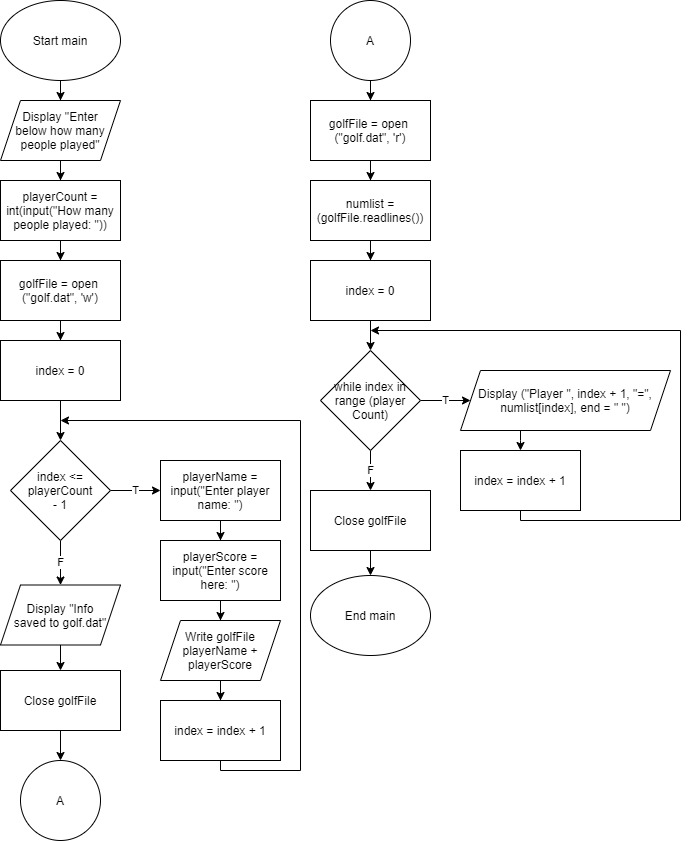 Start main
Display "Enter
below how many
people played"
playerCount =
int(input("How many
people played: "))
golfFile = open
("golf.dat", 'w')
index = 0
index <=
playerCount
- 1
T
playerName =
input("Enter player
name: ")
playerScore =
input("Enter score
here: ")
Write golfFile
playerName +
playerScore
index = index + 1
F
Display "Info
saved to golf.dat"
Close golfFile
A
A
golfFile = open
("golf.dat", 'r')
numlist =
(golfFile.readlines())
index = 0
while index in
range (player
Count)
T
Display ("Player ", index + 1, "=",
numlist[index], end = " ")
index = index + 1
F
Close golfFile
End main